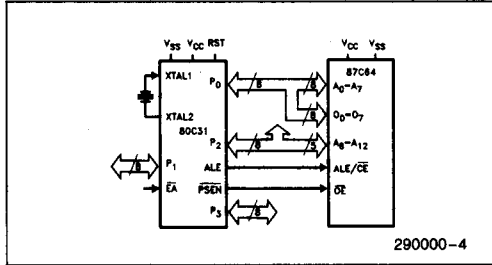 VSS VCC RST
VCC VSS
XTAL1
P0
8
8
87C64
A0–A7
8
O0–O7
XTAL2
80C31
P2
8
5
A8–A12
8
P1
ALE
ALE/CE
EA
PSEN
OE
P3
8
290000-4